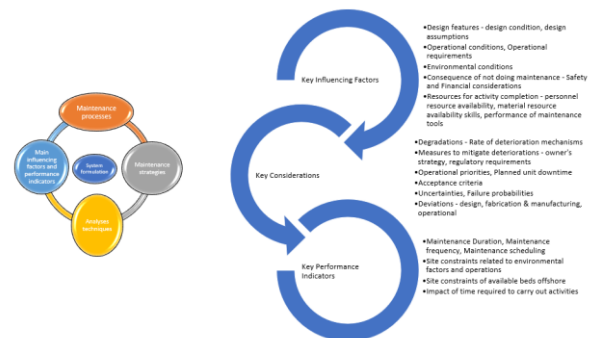 Maintenance
processes
Main
influencing
factors and
performance
indicators
System
formulation
Maintenance
strategies
Analyses
techniques
Key Influencing Factors
•Design features - design condition, design
assumptions
•Operational conditions, Operational
requirements
•Environmental conditions
•Consequence of not doing maintenance - Safety
and Financial considerations
•Resources for activity completion - personnel
resource availability, material resource
availability skills, performance of maintenance
tools
Key Considerations
•Degradations - Rate of deterioration mechanisms
•Measures to mitigate deteriorations - owner's
strategy, regulatory requirements
•Operational priorities, Planned unit downtime
•Acceptance criteria
•Uncertainties, Failure probabilities
•Deviations - design, fabrication & manufacturing,
operational
Key Performance
Indicators
•Maintenance Duration, Maintenance
frequency, Maintenance scheduling
•Site constraints related to environmental
factors and operations
•Site constraints of available beds offshore
•Impact of time required to carry out activities